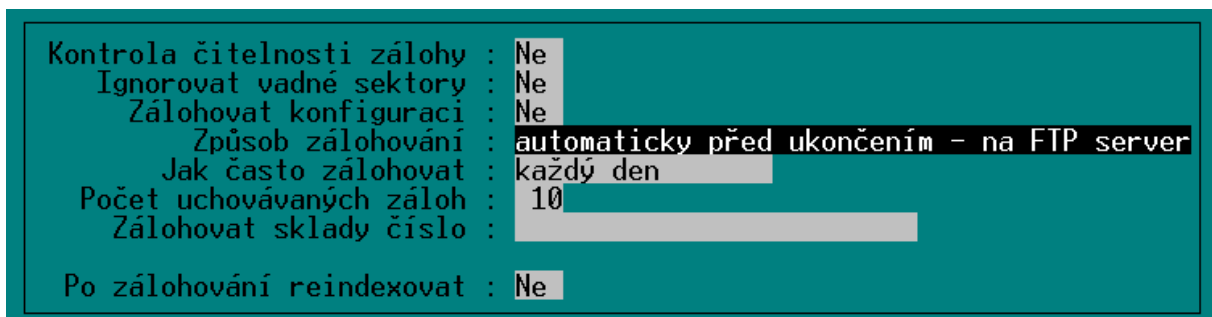 Kontrola čitelnosti zálohy : Ne
Ignorovat vadné sektory : Ne
Zálohovat konfiguraci : Ne
Způsob zálohování : automaticky před ukončením - na FTP server
Jak často zálohovat : každý den
Počet uchovávaných záloh : 10
Zálohovat sklady číslo :
Po zálohování reindexovat : Ne